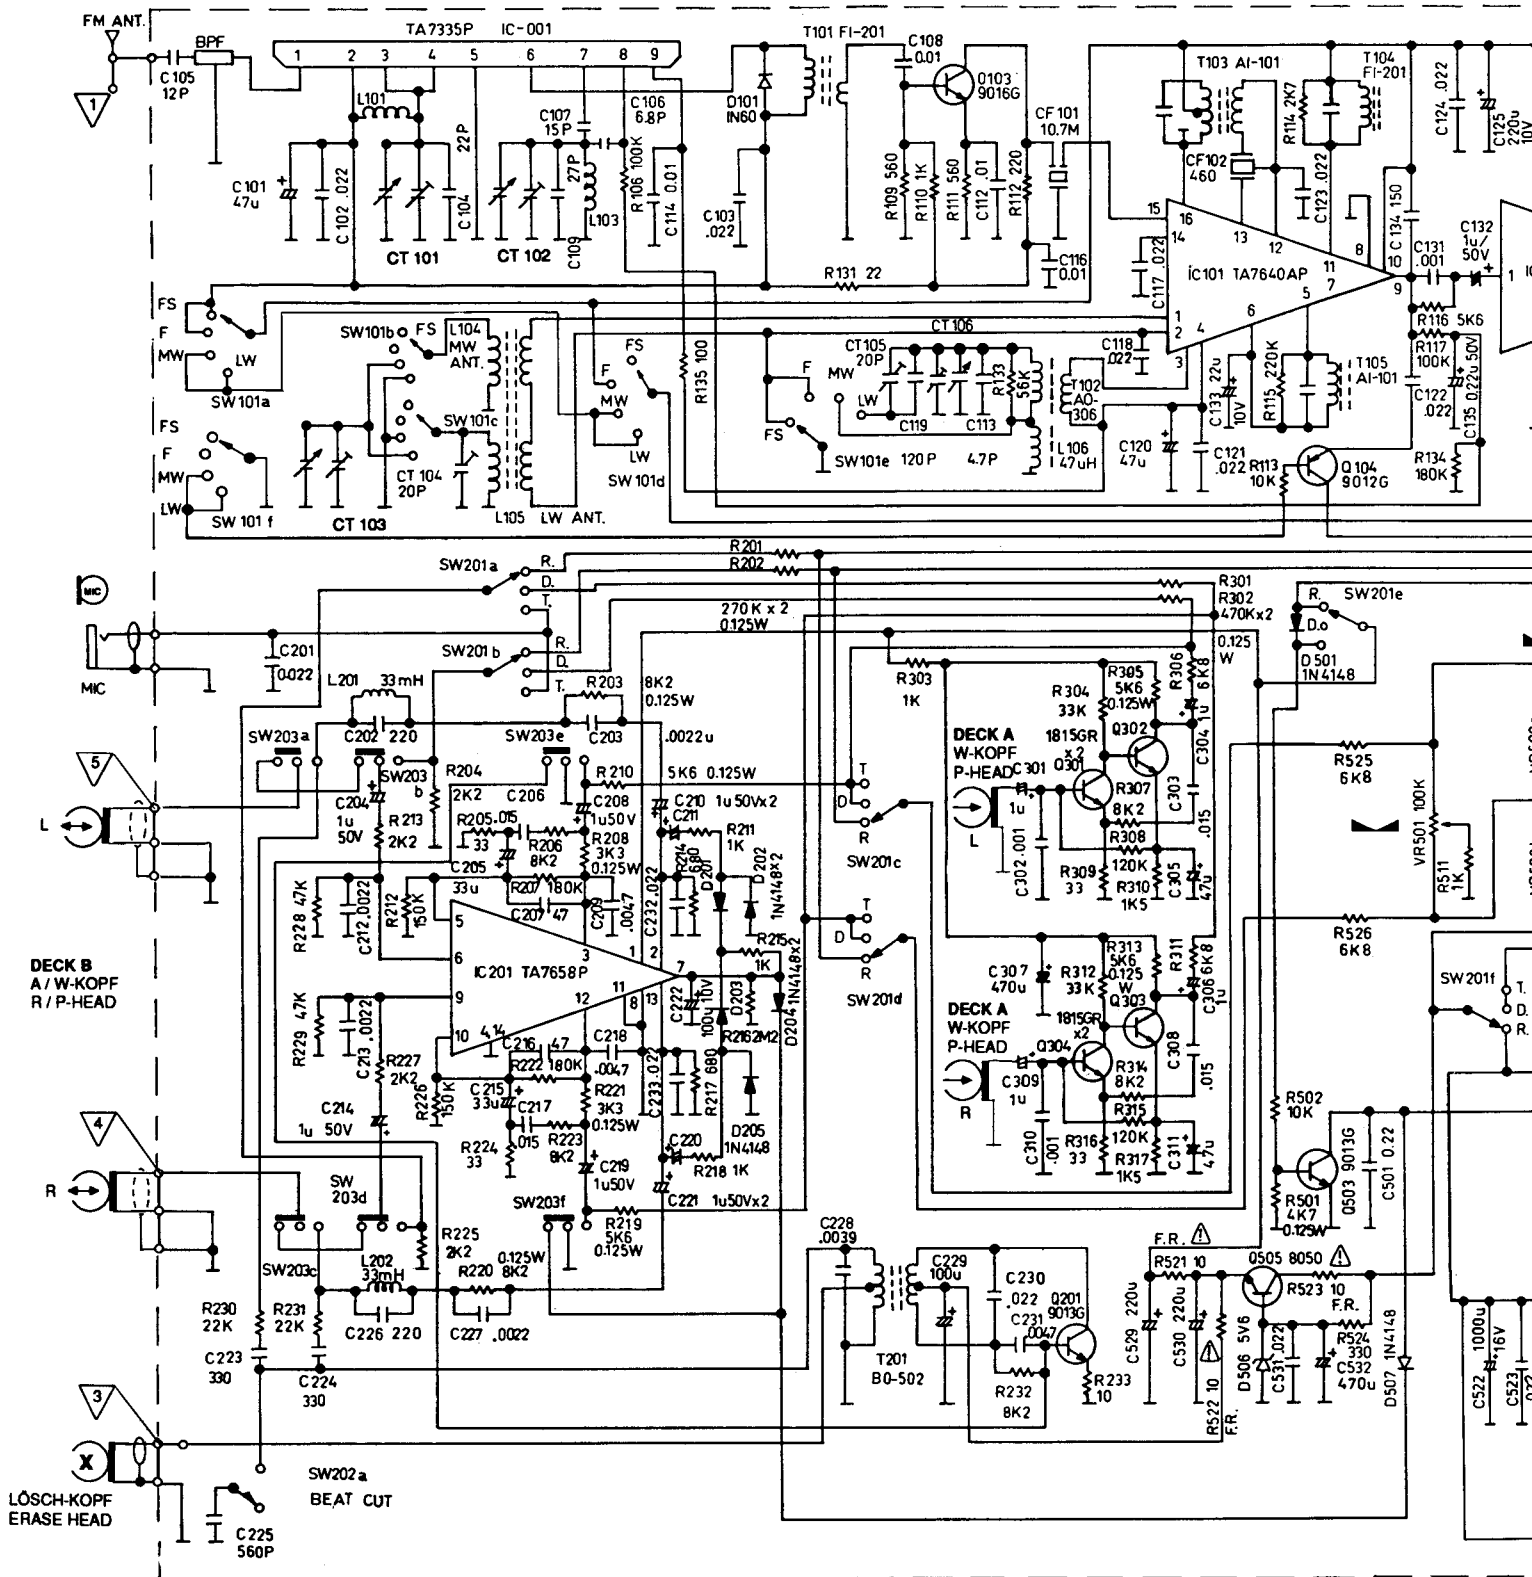 FM ANT.
BPF
C105
12P
1
TA7335P IC-001
1 2 3 4 5 6 7 8 9
L101
C101
47u
C102 .022
CT 101
C104
22P
CT 102
C107
15P
27P
C109
L103
C106
6.8P
R106 100K
C114 0.01
D101
IN60
C103
.022
T101 FI-201
C108
0.01
Q103
9016G
R109 560
R110 1K
R111 560
C112 .01
R112 220
CF101
10.7M
C116
0.01
R131 22
T103 AI-101
T104
FI-201
CF102
460
R114 2K7
C123 .022
C124 .022
C125
220u
10V
C134 150
C117 .022
IC101 TA7640AP
15 16 14 13 12 11 8 10
1 2 3 4 6 5 7 9
C131
.001
C132
1u/
50V
1
R116 5K6
R117
100K
C122
.022
C135 0.22u 50V
R134
180K
FS
F
MW
LW
SW101a
FS
F
MW
LW
SW 101 f
SW101b
FS
L104
MW
ANT.
SW101c
CT 104
20P
CT 103
L105 LW ANT.
FS
F
MW
LW
SW101d
R135 100
CT 106
CT105
20P
F
MW
LW
FS
SW101e
C119
120P
C113
4.7P
R133
56K
T102
AO-
306
L106
47uH
C118
.022
C120
47u
C121
.022
C133 22u
10V
R115 220K
T105
AI-101
R113
10K
Q104
9012G
MIC
MIC
C201
0.022
SW201a
R.
D.
T.
SW201b
R.
D.
T.
R201
R202
270K x 2
0.125W
R301
R302
470Kx2
0.125
W
R.
D.
SW201e
D501
1N4148
L201 33mH
C202 220
R203 8K2
0.125W
C203 .0022u
R303
1K
SW203a
SW203
b
SW203e
5
L
C204
1u
50V
R213
2K2
R204
2K2
R205
33
.015
C206
R206
8K2
C205
33u
R207 180K
C207 47
R210 5K6 0.125W
C208
1u50V
R208
3K3
0.125W
C209
.0047
C210 1u50Vx2
C211
R211
1K
R214
680
C232 .022
D201
D202
1N4148x2
R228 47K
C212 .0022
R212
150K
DECK B
A / W-KOPF
R / P-HEAD
IC201 TA7658P
5 6 9 10 4 14 3 12 1 2 11 8 13 7
R215
1K
C222
100u 10V
D203
R216 2M2
D204 1N4148x2
R229 47K
C213 .0022
R227
2K2
C214
1u 50V
R226
150K
C216 47
R222 180K
C215
33u
C217
.015
R224
33
R223
8K2
C218
.0047
R221
3K3
0.125W
C219
1u50V
C233 .022
R217 680
C220
R218 1K
D205
1N4148
C221 1u50Vx2
4
R
SW
203d
SW203c
SW203f
R219
5K6
0.125W
R225
2K2
L202
33mH
C226 220
R220
0.125W
8K2
C227 .0022
R230
22K
R231
22K
C223
330
C224
330
3
X
LÖSCH-KOPF
ERASE HEAD
SW202a
BEAT CUT
C225
560P
T
D
R
SW201c
T
D
R
SW201d
DECK A
W-KOPF
P-HEAD
L
C301
1u
C302 .001
1815GR
x2
Q301
Q302
R304
33K
R305
5K6
0.125W
R306
6K8
C304 1u
C303
.015
R307
8K2
R308
120K
R309
33
R310
1K5
C305
47u
C307
470u
DECK A
W-KOPF
P-HEAD
R
C309
1u
C310
.001
R312
33K
R313
5K6
0.125
W
Q303
1815GR
x2
Q304
R311
6K8
C306
1u
C308
.015
R314
8K2
R315
120K
R316
33
R317
1K5
C311
47u
R525
6K8
R526
6K8
VR501 100K
R511
1K
SW201f
T.
D.
R.
R502
10K
Q503 9013G
C501 0.22
R501
4K7
0.125W
C228
.0039
T201
BO-502
C229
100u
C230
.022
C231
.0047
Q201
9013G
R232
8K2
R233
10
F.R.
R521 10
C529 220u
C530 220u
R522 10
F.R.
Q505 8050
R523
10
F.R.
D506 5V6
C531 .022
R524
330
C532
470u
D507 1N4148
C522 1000u
16V
C523